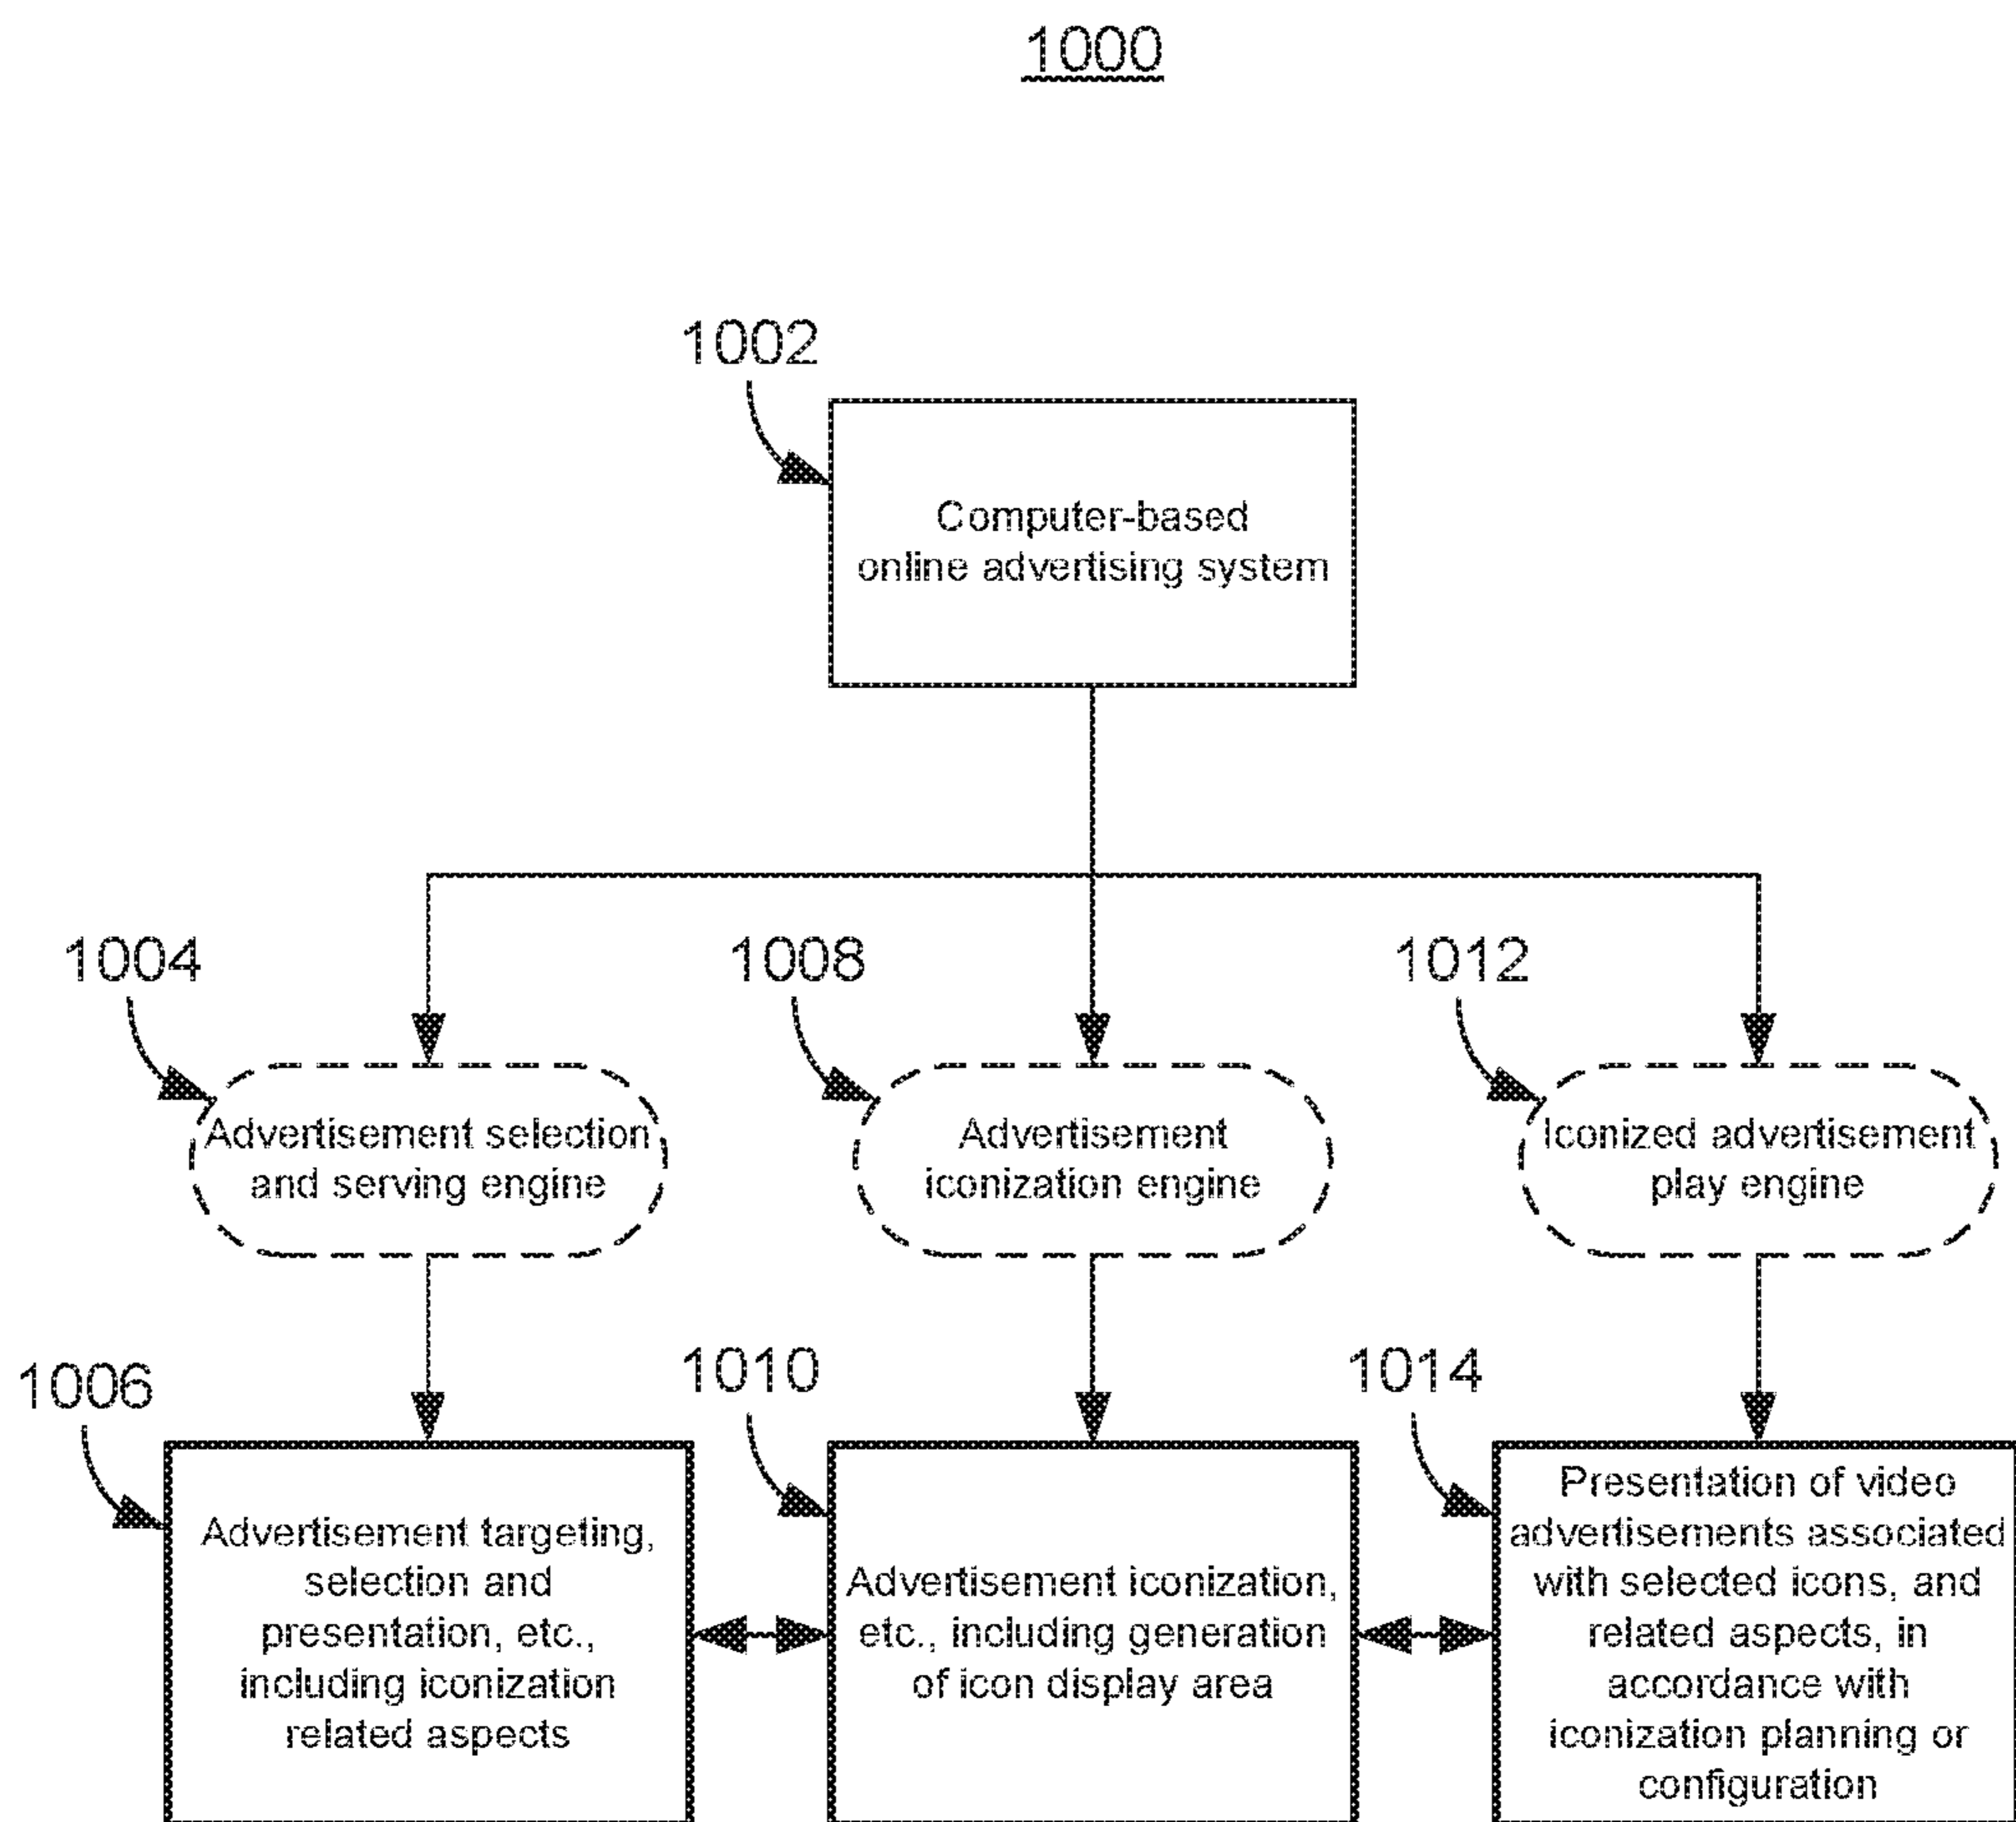 1000
1002
Computer-based
online advertising system
1004
1008
1012
Advertisement selection
and serving engine
Advertisement
iconization engine
Iconized advertisement
play engine
1006
1010
1014
Advertisement targeting,
selection and
presentation, etc.,
including iconization
related aspects
Advertisement iconization,
etc., including generation
of icon display area
Presentation of video
advertisements associated
with selected icons, and
related aspects, in
accordance with
iconization planning or
configuration